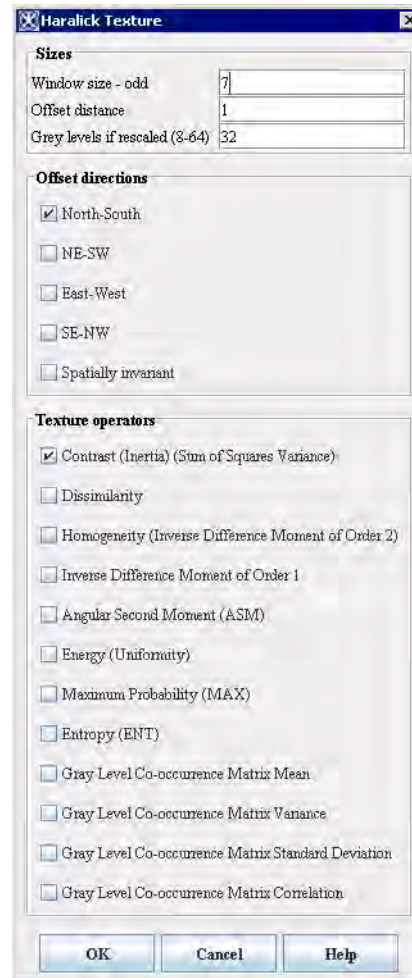 Haralick Texture
Sizes
Window size - odd 7
Offset distance 1
Grey levels if rescaled (8-64) 32
Offset directions
North-South
NE-SW
East-West
SE-NW
Spatially invariant
Texture operators
Contrast (Inertia) (Sum of Squares Variance)
Dissimilarity
Homogeneity (Inverse Difference Moment of Order 2)
Inverse Difference Moment of Order 1
Angular Second Moment (ASM)
Energy (Uniformity)
Maximum Probability (MAX)
Entropy (ENT)
Gray Level Co-occurrence Matrix Mean
Gray Level Co-occurrence Matrix Variance
Gray Level Co-occurrence Matrix Standard Deviation
Gray Level Co-occurrence Matrix Correlation
OK Cancel Help